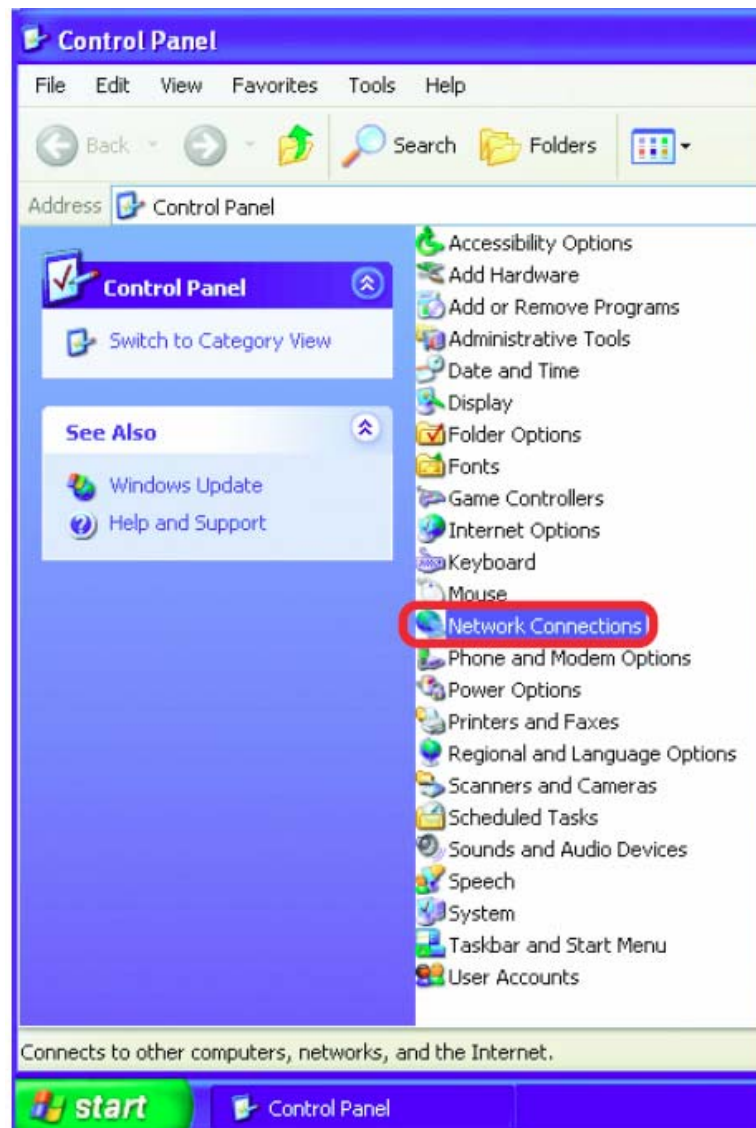 Control Panel
File Edit View Favorites Tools Help
Back Search Folders
Address Control Panel
Control Panel
Switch to Category View
See Also
Windows Update
Help and Support
Accessibility Options
Add Hardware
Add or Remove Programs
Administrative Tools
Date and Time
Display
Folder Options
Fonts
Game Controllers
Internet Options
Keyboard
Mouse
Network Connections
Phone and Modem Options
Power Options
Printers and Faxes
Regional and Language Options
Scanners and Cameras
Scheduled Tasks
Sounds and Audio Devices
Speech
System
Taskbar and Start Menu
User Accounts
Connects to other computers, networks, and the Internet.
start Control Panel